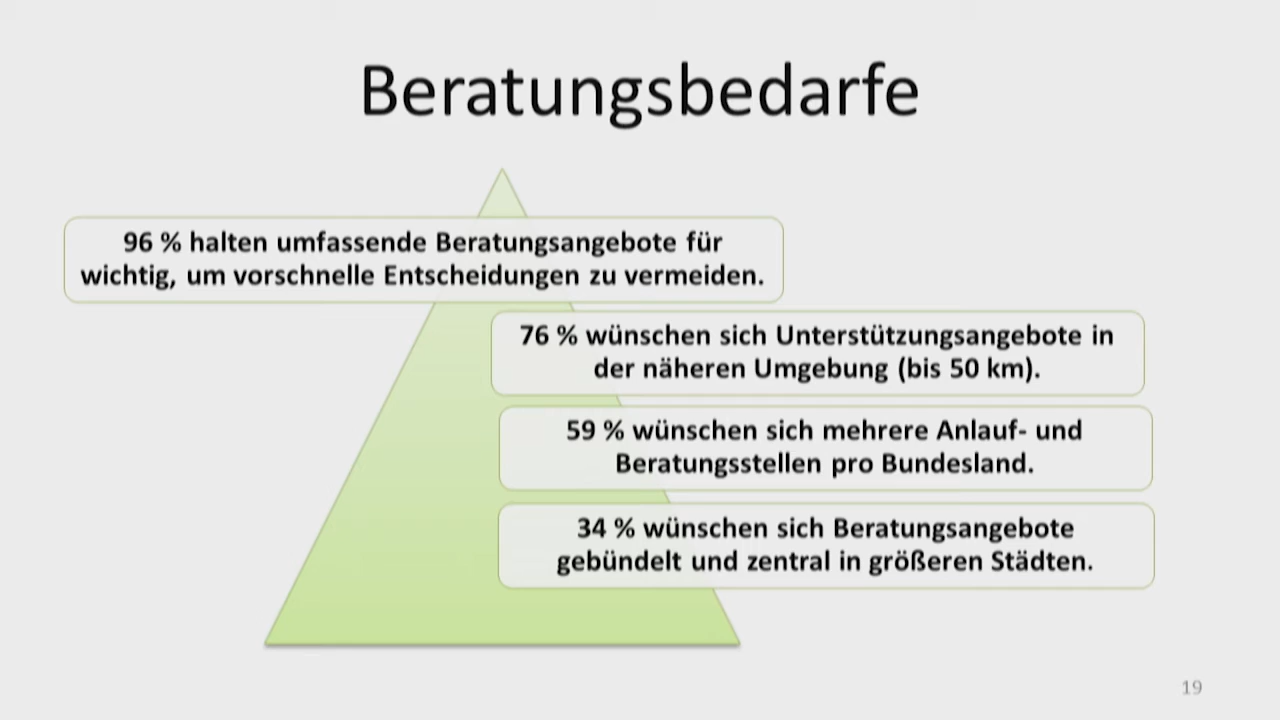 Beratungsbedarfe
96 % halten umfassende Beratungsangebote für
wichtig, um vorschnelle Entscheidungen zu vermeiden.
76 % wünschen sich Unterstützungsangebote in
der näheren Umgebung (bis 50 km).
59 % wünschen sich mehrere Anlauf- und
Beratungsstellen pro Bundesland.
34 % wünschen sich Beratungsangebote
gebündelt und zentral in größeren Städten.
19